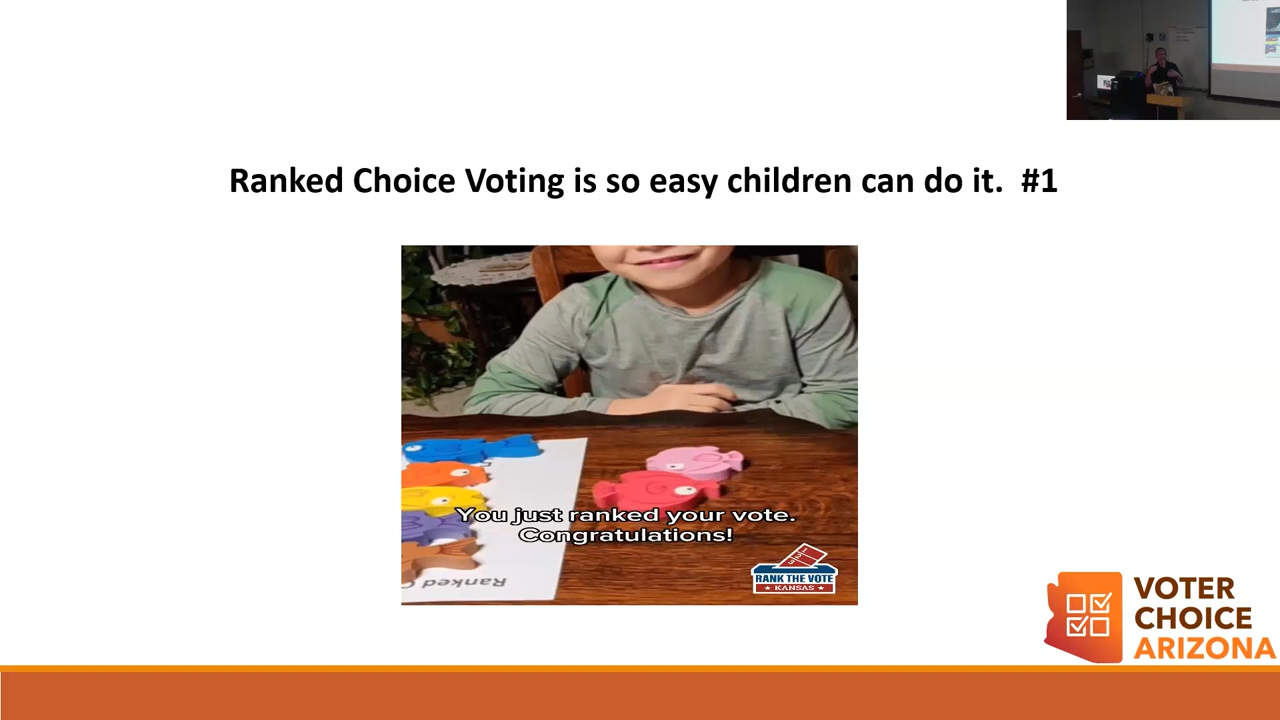 Ranked Choice Voting is so easy children can do it. #1
You just ranked your vote.
Congratulations!
Ranked
RANK THE VOTE
KANSAS
VOTER
CHOICE
ARIZONA